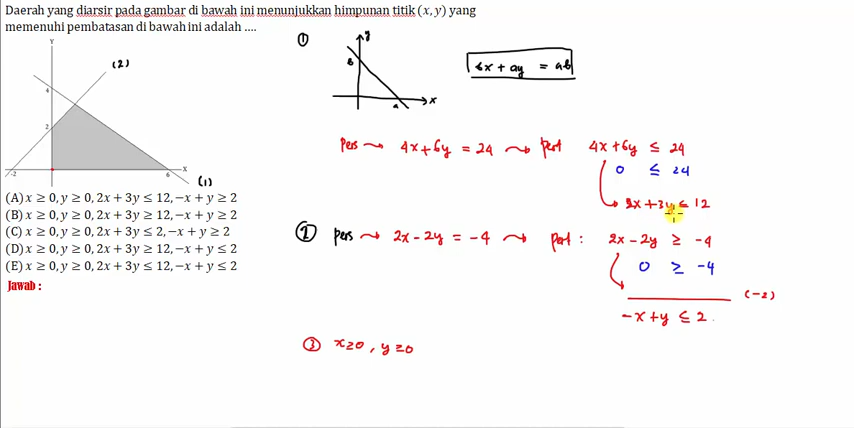 Daerah yang diarsir pada gambar di bawah ini menunjukkan himpunan titik (x, y) yang
memenuhi pembatasan di bawah ini adalah ....
Y
(2)
4
2
-2
6
X
(1)
(A) x ≥ 0, y ≥ 0, 2x + 3y ≤ 12, −x + y ≥ 2
(B) x ≥ 0, y ≥ 0, 2x + 3y ≥ 12, −x + y ≥ 2
(C) x ≥ 0, y ≥ 0, 2x + 3y ≤ 2, −x + y ≥ 2
(D) x ≥ 0, y ≥ 0, 2x + 3y ≥ 12, −x + y ≤ 2
(E) x ≥ 0, y ≥ 0, 2x + 3y ≤ 12, −x + y ≤ 2
Jawab :
① y
b
a
x
bx + ay = ab
pers → 4x + 6y = 24 → pert 4x + 6y ≤ 24
0 ≤ 24
2x + 3y ≤ 12
② pers → 2x - 2y = -4 → pert : 2x - 2y ≥ -4
0 ≥ -4
(-2)
-x + y ≤ 2
③ x ≥ 0, y ≥ 0